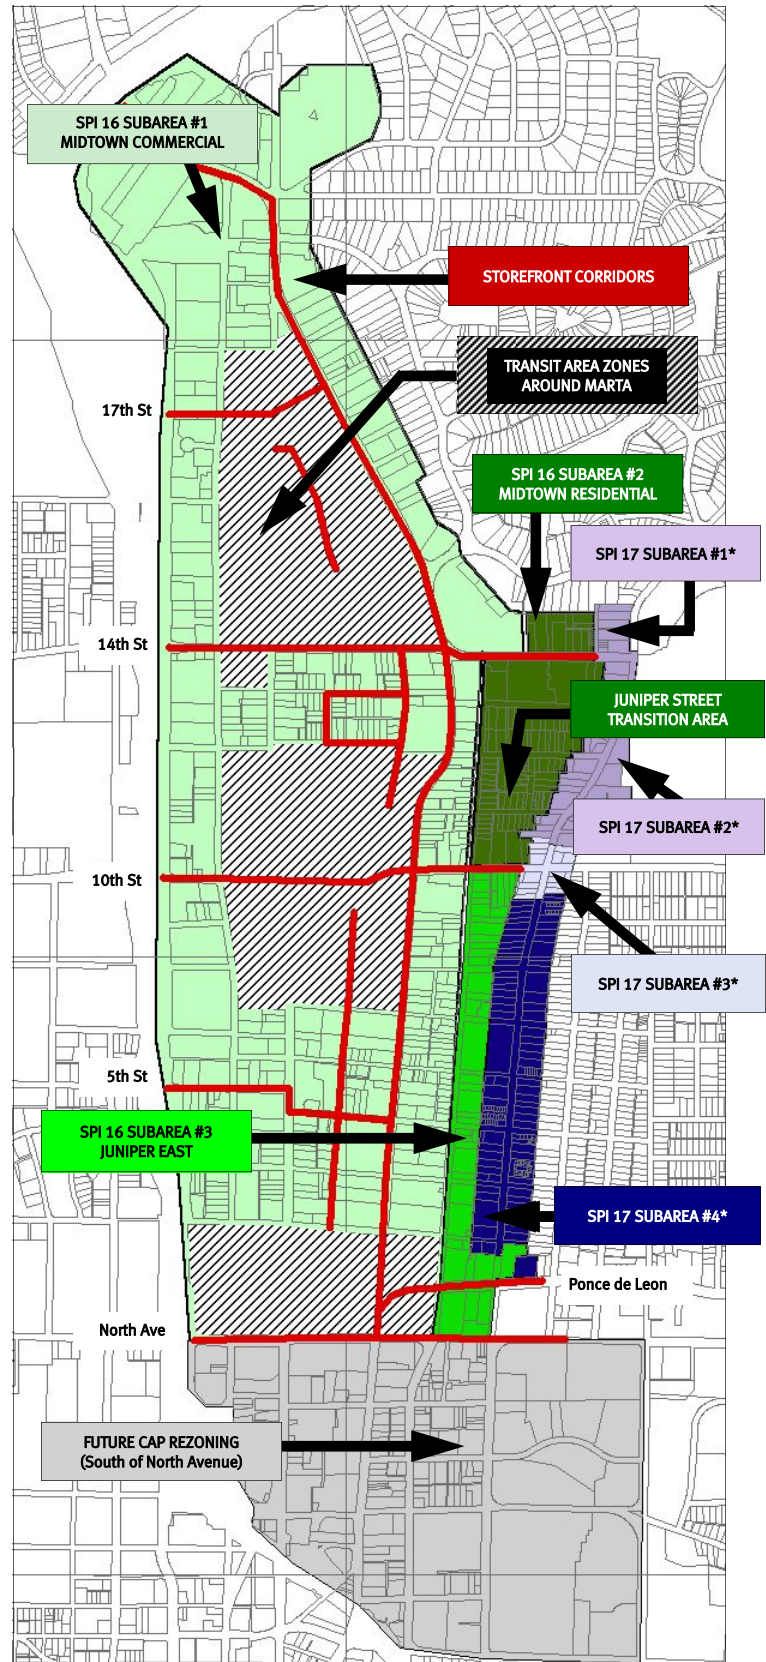 SPI 16 SUBAREA #1
MIDTOWN COMMERCIAL
STOREFRONT CORRIDORS
TRANSIT AREA ZONES
AROUND MARTA
17th St
SPI 16 SUBAREA #2
MIDTOWN RESIDENTIAL
SPI 17 SUBAREA #1*
14th St
JUNIPER STREET
TRANSITION AREA
SPI 17 SUBAREA #2*
10th St
SPI 17 SUBAREA #3*
5th St
SPI 16 SUBAREA #3
JUNIPER EAST
SPI 17 SUBAREA #4*
Ponce de Leon
North Ave
FUTURE CAP REZONING
(South of North Avenue)